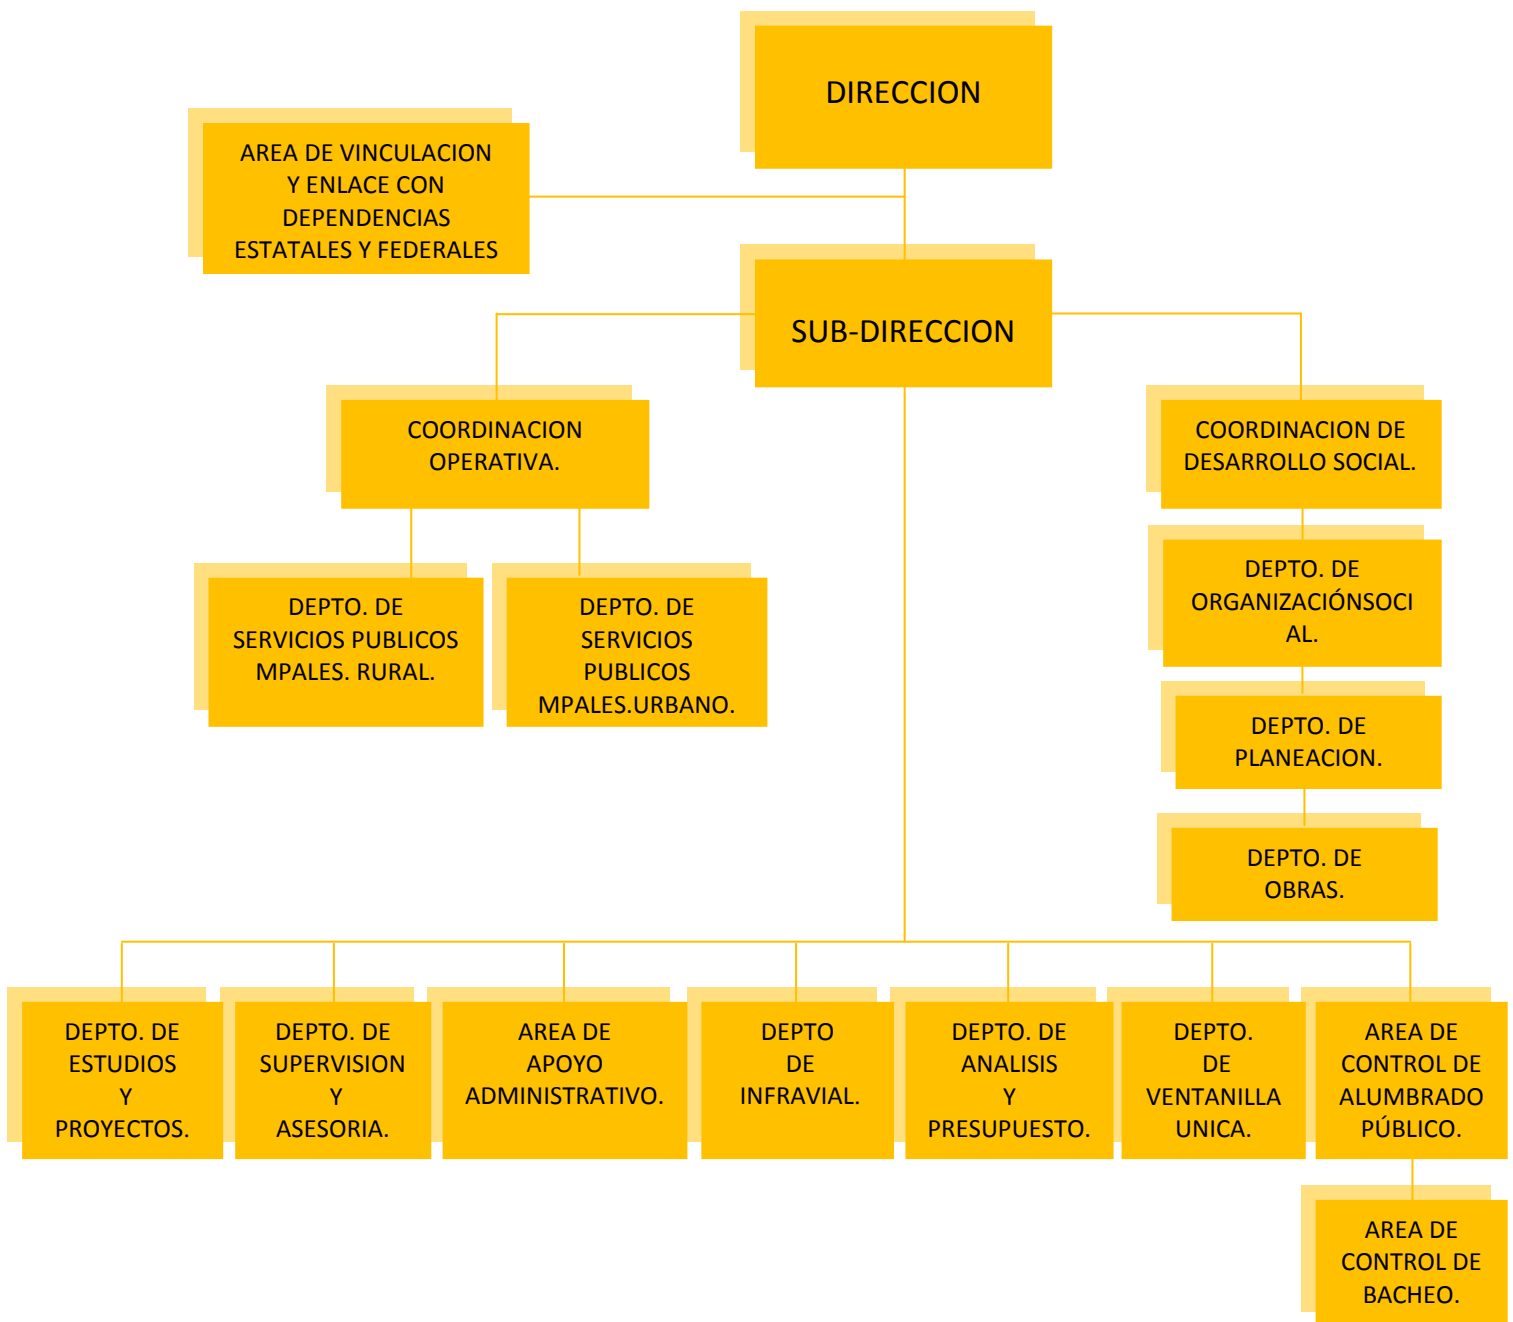 DIRECCION
AREA DE VINCULACION
Y ENLACE CON
DEPENDENCIAS
ESTATALES Y FEDERALES
SUB-DIRECCION
COORDINACION
OPERATIVA.
COORDINACION DE
DESARROLLO SOCIAL.
DEPTO. DE
SERVICIOS PUBLICOS
MPALES. RURAL.
DEPTO. DE
SERVICIOS
PUBLICOS
MPALES.URBANO.
DEPTO. DE
ORGANIZACIÓNSOCI
AL.
DEPTO. DE
PLANEACION.
DEPTO. DE
OBRAS.
DEPTO. DE
ESTUDIOS
Y
PROYECTOS.
DEPTO. DE
SUPERVISION
Y
ASESORIA.
AREA DE
APOYO
ADMINISTRATIVO.
DEPTO
DE
INFRAVIAL.
DEPTO. DE
ANALISIS
Y
PRESUPUESTO.
DEPTO.
DE
VENTANILLA
UNICA.
AREA DE
CONTROL DE
ALUMBRADO
PÚBLICO.
AREA DE
CONTROL DE
BACHEO.